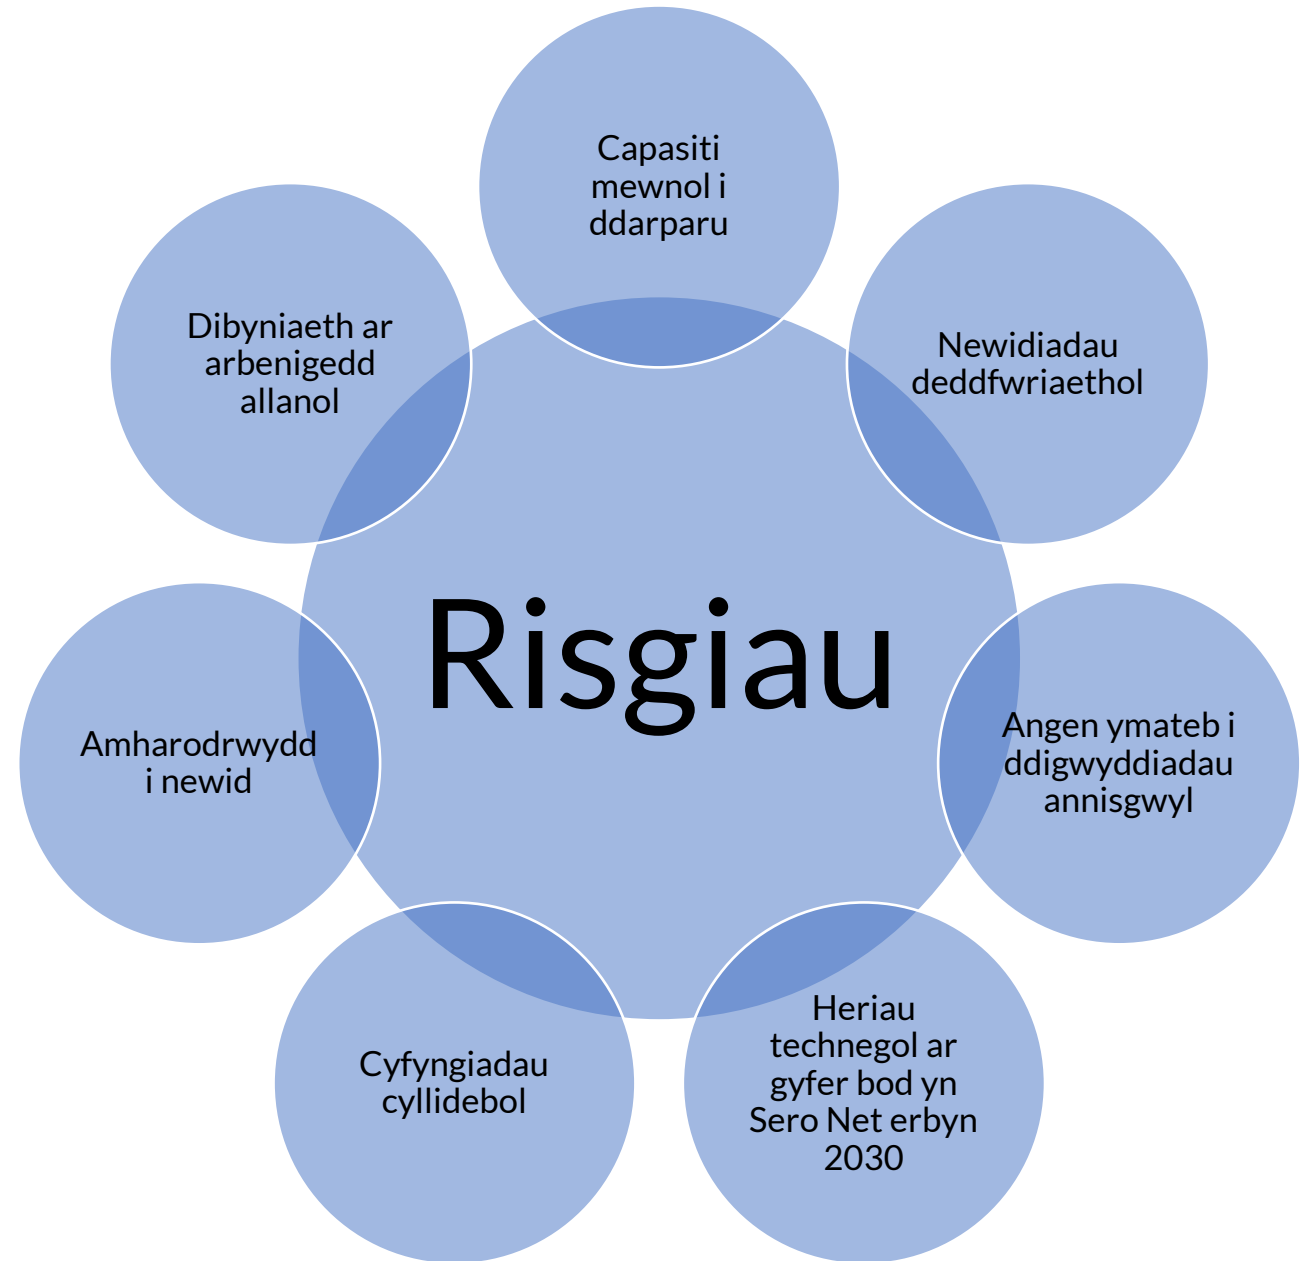 Capasiti
mewnol i
ddarparu
Newidiadau
deddfwriaethol
Angen ymateb i
ddigwyddiadau
annisgwyl
Heriau
technegol ar
gyfer bod yn
Sero Net erbyn
2030
Cyfyngiadau
cyllidebol
Amharodrwydd
i newid
Dibyniaeth ar
arbenigedd
allanol
Risgiau